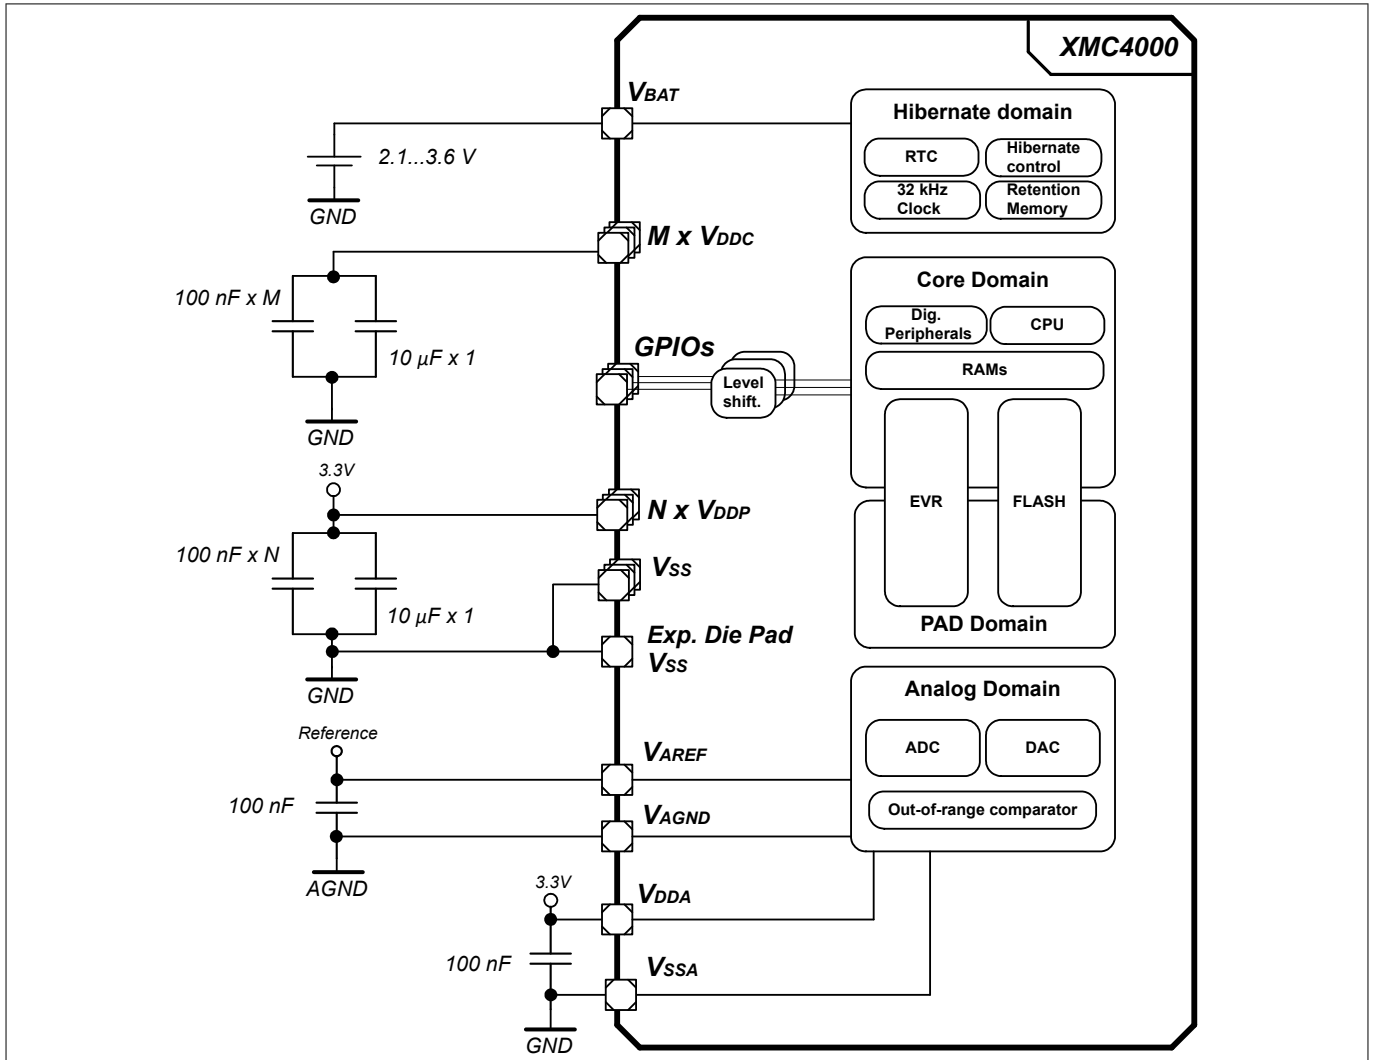 XMC4000
VBAT
Hibernate domain
RTC
Hibernate
control
32 kHz
Clock
Retention
Memory
2.1...3.6 V
GND
M x VDDC
100 nF x M
10 µF x 1
GND
Core Domain
Dig.
Peripherals
CPU
RAMs
GPIOs
Level
shift.
EVR
FLASH
PAD Domain
3.3V
N x VDDP
100 nF x N
10 µF x 1
VSS
Exp. Die Pad
VSS
GND
Analog Domain
ADC
DAC
Out-of-range comparator
Reference
VAREF
100 nF
VAGND
AGND
3.3V
VDDA
100 nF
VSSA
GND